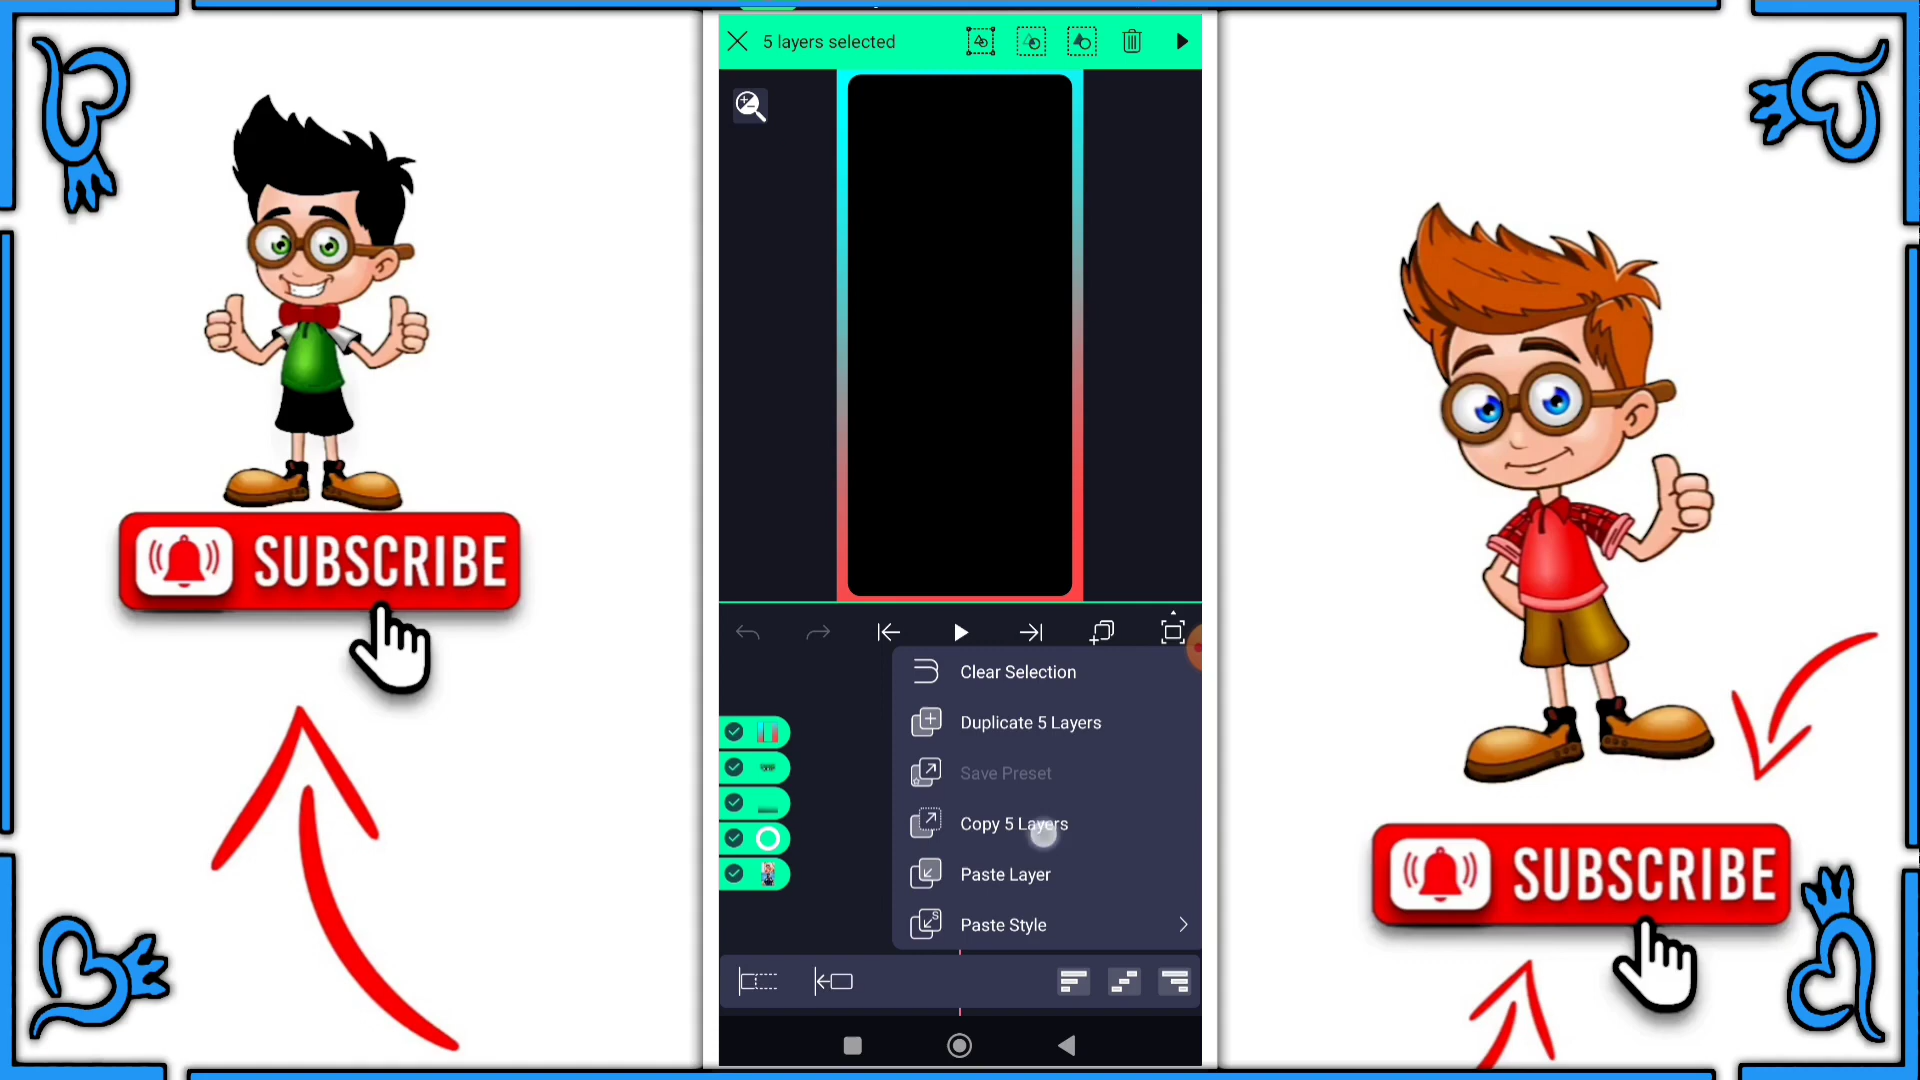 5 layers selected
SUBSCRIBE
Clear Selection
Duplicate 5 Layers
Save Preset
Copy 5 Layers
Paste Layer
Paste Style
SUBSCRIBE